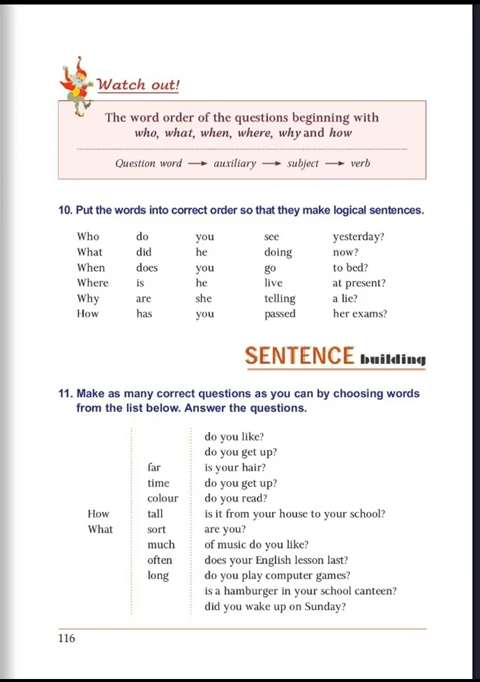 Watch out!
The word order of the questions beginning with
who, what, when, where, why and how
Question word → auxiliary → subject → verb
10. Put the words into correct order so that they make logical sentences.
Who do you see yesterday?
What did he doing now?
When does you go to bed?
Where is he live at present?
Why are she telling a lie?
How has you passed her exams?
SENTENCE building
11. Make as many correct questions as you can by choosing words
from the list below. Answer the questions.
do you like?
do you get up?
far is your hair?
time do you get up?
colour do you read?
How tall is it from your house to your school?
What sort are you?
much of music do you like?
often does your English lesson last?
long do you play computer games?
is a hamburger in your school canteen?
did you wake up on Sunday?
116